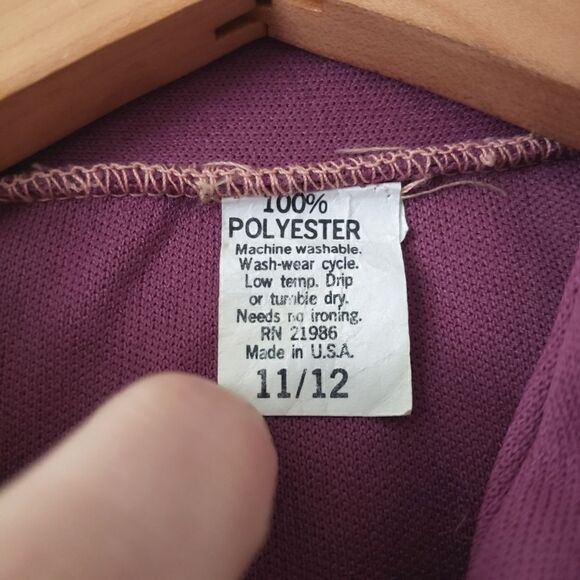 100%
POLYESTER
Machine washable.
Wash-wear cycle.
Low temp. Drip
or tumble dry.
Needs no ironing.
RN 21986
Made in U.S.A.
11/12